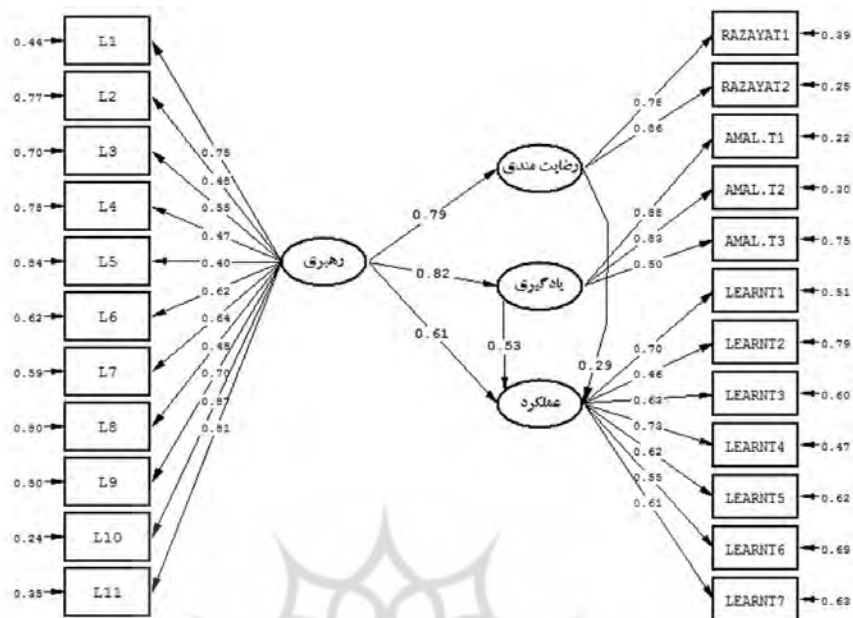 0.44 L1
0.77 L2
0.70 L3
0.78 L4
L5
0.62 L6
0.59 L7
0.80 L8
0.50 L9
0.24 L10
0.35 L11
0.75
0.55
0.47
0.40
0.62
0.64
0.45
0.70
0.87
0.81
رهبری
0.79
0.82
0.61
رضایت مندی
یادگیری
0.53
عملکرد
0.29
0.78
0.86
0.88
0.83
0.50
0.70
0.46
0.63
0.73
0.62
0.55
0.61
RAZAYAT1 0.39
RAZAYAT2 0.25
AMAL.T1 0.22
AMAL.T2 0.30
AMAL.T3 0.75
LEARNT1 0.51
LEARNT2 0.79
LEARNT3 0.60
LEARNT4 0.47
LEARNT5 0.62
LEARNT6 0.69
LEARNT7 0.63